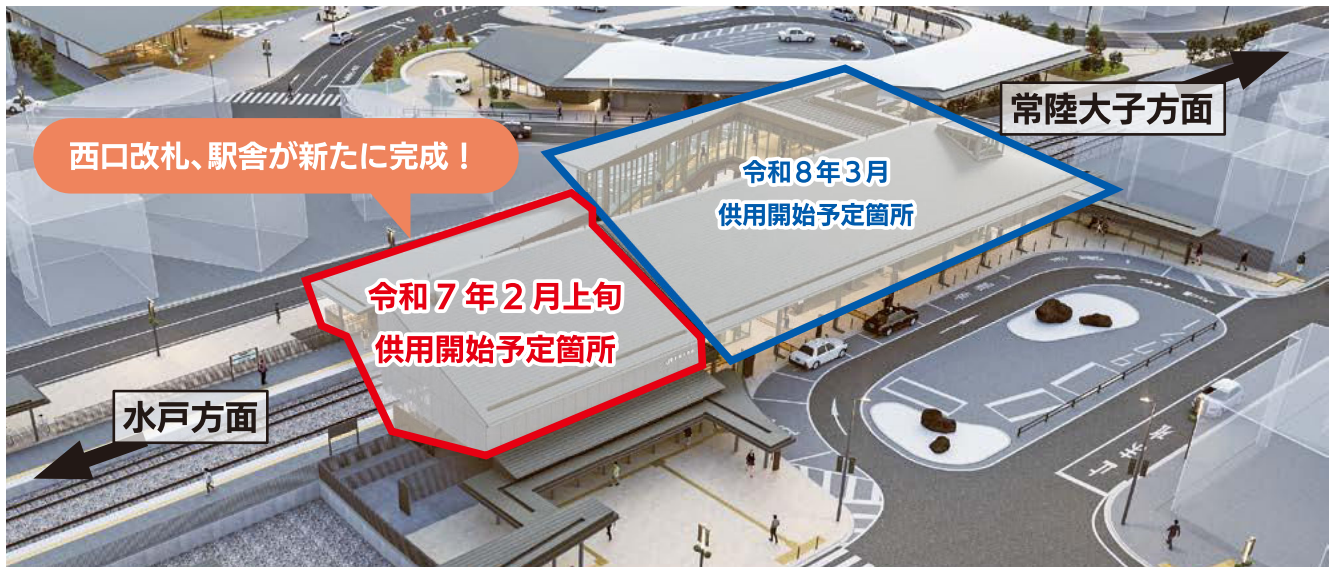 常陸大子方面
西口改札、駅舎が新たに完成！
令和８年３月
供用開始予定箇所
令和７年２月上旬
供用開始予定箇所
水戸方面